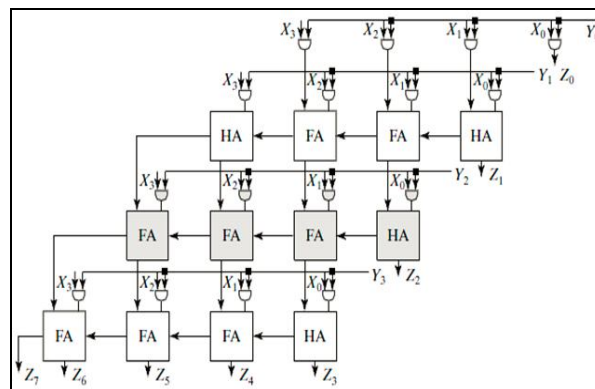 X3 X2 X1 X0 Y
X3 X2 X1 X0 Y1 Z0
HA FA FA HA
X3 X2 X1 X0 Y2 Z1
FA FA FA HA
X3 X2 X1 X0 Y3 Z2
FA FA FA HA
Z7 Z6 Z5 Z4 Z3